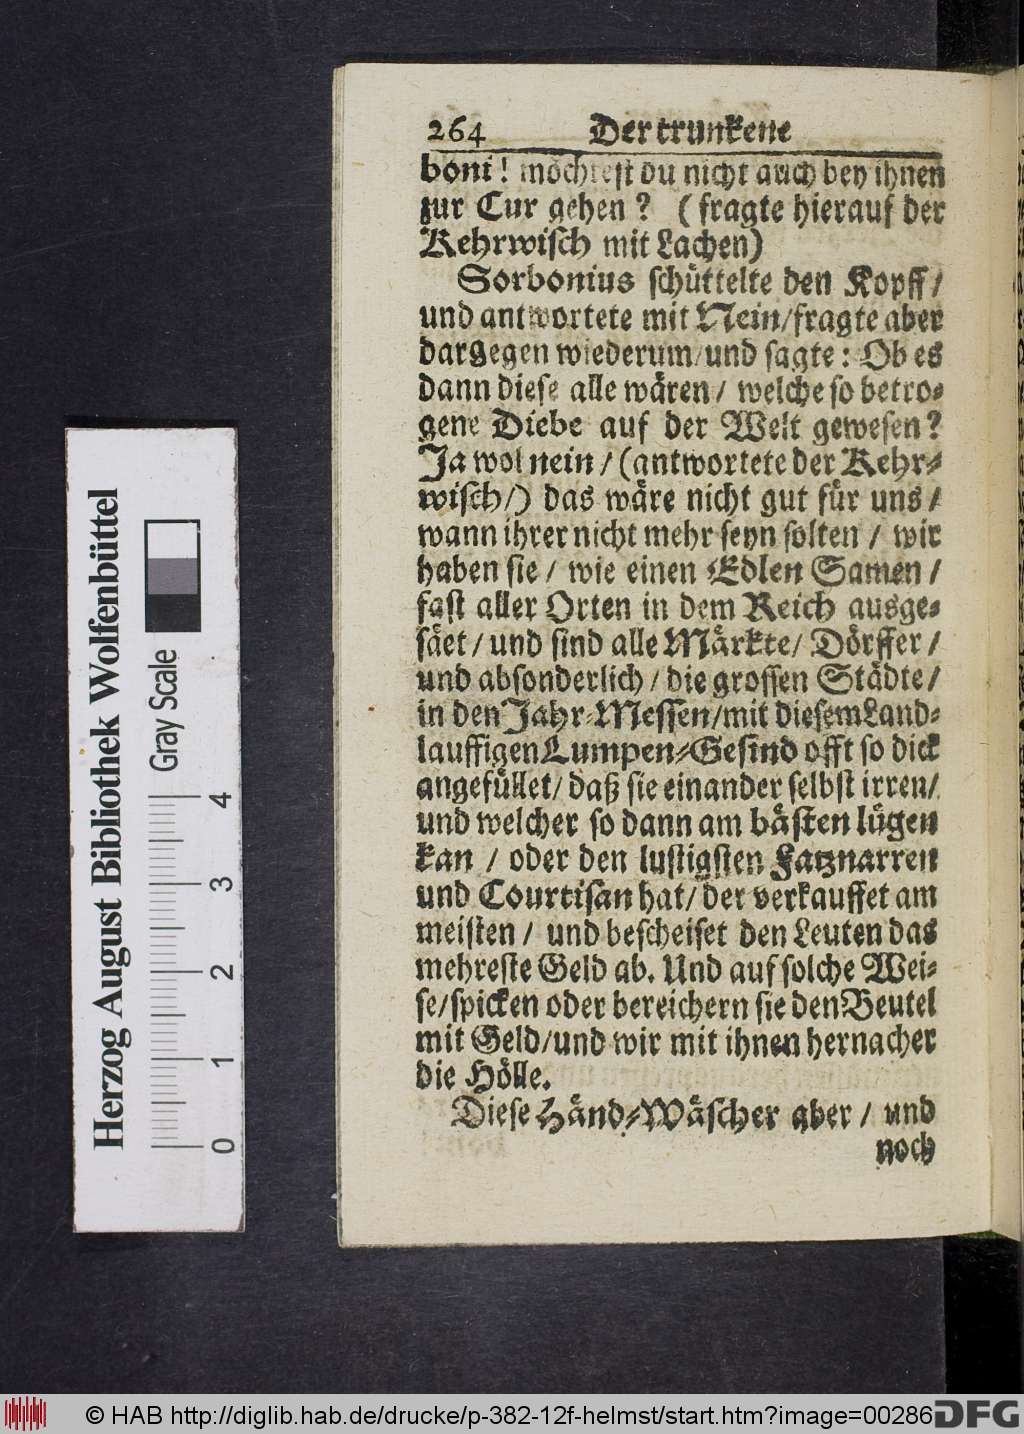 264 Der trunkene
boni! möchtest du nicht auch bey ihnen
zur Cur gehen? (fragte hierauf der
Kehrwisch mit Lachen)
Sorbonius schüttelte den Kopff/
und antwortete mit Nein/fragte aber
dargegen wiederum/und sagte: Ob es
dann diese alle wären/ welche so betro-
gene Diebe auf der Welt gewesen?
Ja wol nein/ (antwortete der Kehr-
wisch/) das wäre nicht gut für uns/
wann ihrer nicht mehr seyn solten/ wir
haben sie/ wie einen Edlen Samen/
fast aller Orten in dem Reich ausge-
säet/ und sind alle Märkte/ Dörffer/
und absonderlich/ die grossen Städte/
in den Jahr-Messen/mit diesem Land-
lauffigen Lumpen-Gesind offt so dick
angefüllet/ daß sie einander selbst irren/
und welcher so dann am bästen lügen
kan/ oder den lustigsten Fatznarren
und Courtisan hat/ der verkauffet am
meisten/ und bescheiset den Leuten das
mehreste Geld ab. Und auf solche Wei-
se/spicken oder bereichern sie den Beutel
mit Geld/und wir mit ihnen hernacher
die Hölle.
Diese Händ-Wäscher aber/ und
noch
Herzog August Bibliothek Wolfenbüttel
Gray Scale
0 1 2 3 4
© HAB http://diglib.hab.de/drucke/p-382-12f-helmst/start.htm?image=00286
DFG